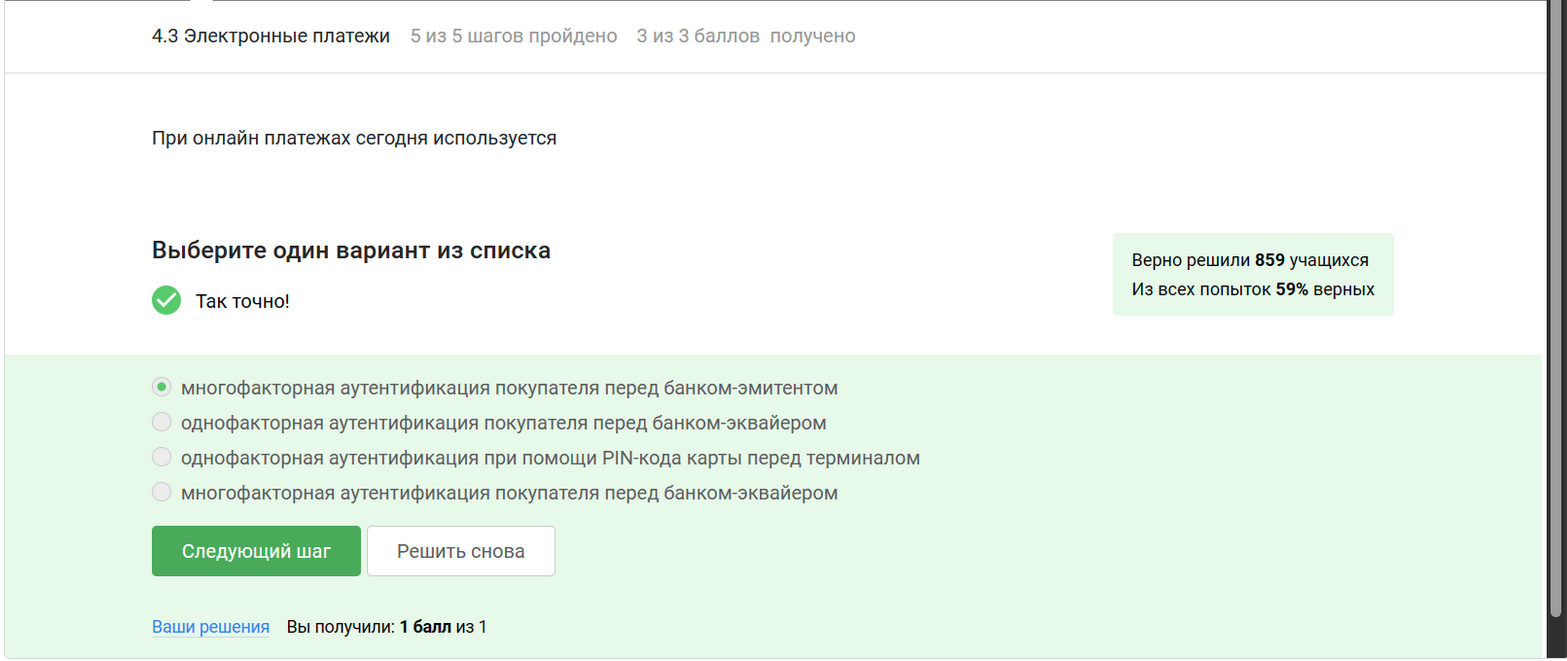 4.3 Электронные платежи 5 из 5 шагов пройдено 3 из 3 баллов получено
При онлайн платежах сегодня используется
Выберите один вариант из списка
Так точно!
Верно решили 859 учащихся
Из всех попыток 59% верных
многофакторная аутентификация покупателя перед банком-эмитентом
однофакторная аутентификация покупателя перед банком-эквайером
однофакторная аутентификация при помощи PIN-кода карты перед терминалом
многофакторная аутентификация покупателя перед банком-эквайером
Следующий шаг Решить снова
Ваши решения Вы получили: 1 балл из 1